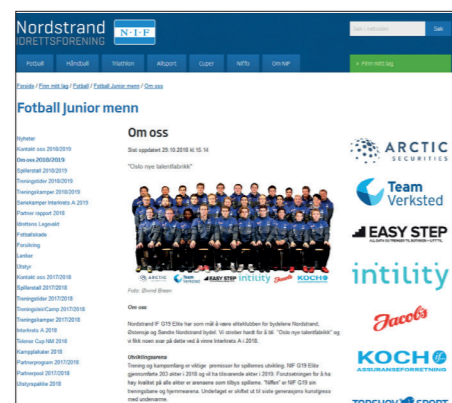 Nordstrand
IDRETTSFORENING
N·I·F
Søk i nettsiden
Søk
Fotball Håndball Triathlon Allsport Cuper NIFfo Om NIF
> Finn mitt lag
Forside / Finn mitt lag / Fotball / Fotball Junior menn / Om oss
Fotball Junior menn
Nyheter
Kontakt oss 2018/2019
Om oss 2018/2019
Spillerstall 2018/2019
Treningstider 2018/2019
Treningskamper 2018/2019
Seriekamper Interkrets A 2019
Partner rapport 2018
Idrettens Legevakt
Fotballskade
Forsikring
Lenker
Utstyr
Kontakt oss 2017/2018
Spillerstall 2017/2018
Treningstider 2017/2018
TreningsleirCamp 2017/2018
Treningskamper 2017/2018
Interkrets A 2018
Telenor Cup NM 2018
Kampplakater 2018
Partnerprogram 2017/2018
Partnerpool 2017/2018
Utstyrspakke 2018
Om oss
Sist oppdatert 29.10.2018 kl 15.14
"Oslo nye talentfabrikk"
ARCTIC Team Verksted EASY STEP intility Jacob's KOCH
Foto: Øivind Breen
Om oss
Nordstrand IF G19 Elite har som mål å være eliteklubben for bydelene Nordstrand,
Østensjø og Søndre Nordstrand bydel. Vi ønsker hardt for å bli "Oslo nye talentfabrikk" og
vi fikk noen svar på dette ved å vinne Interkrets A i 2018.
Utviklingsarena
Trening og kamponfang er viktige premisser for spillernes utvikling. NIF G19 Elite
gjennomførte 203 økter i 2018 og vil ha tilsvarende økter i 2019. Forutsetningen for å ha
høy kvalitet på alle økter er arenaene som tilbys spillerne. "Niffen" er NIF G19 sin
treningsbane og hjemmearena. Underlaget er skiftet ut til siste generasjons kunstgress
med undervarme.
ARCTIC
SECURITIES
Team
Verksted
EASY STEP
intility
Jacob's
KOCH
ASSURANSEFORRETNING
TORSHOV SPORT